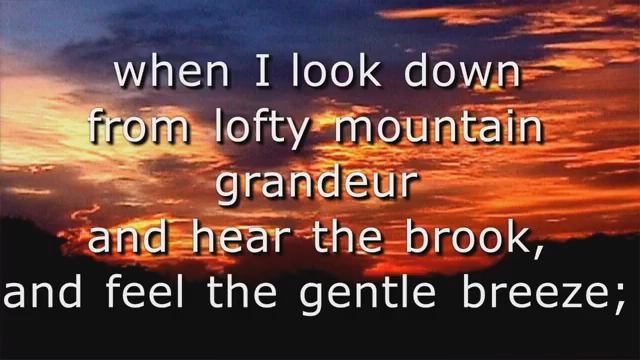 when I look down
from lofty mountain
grandeur
and hear the brook,
and feel the gentle breeze;